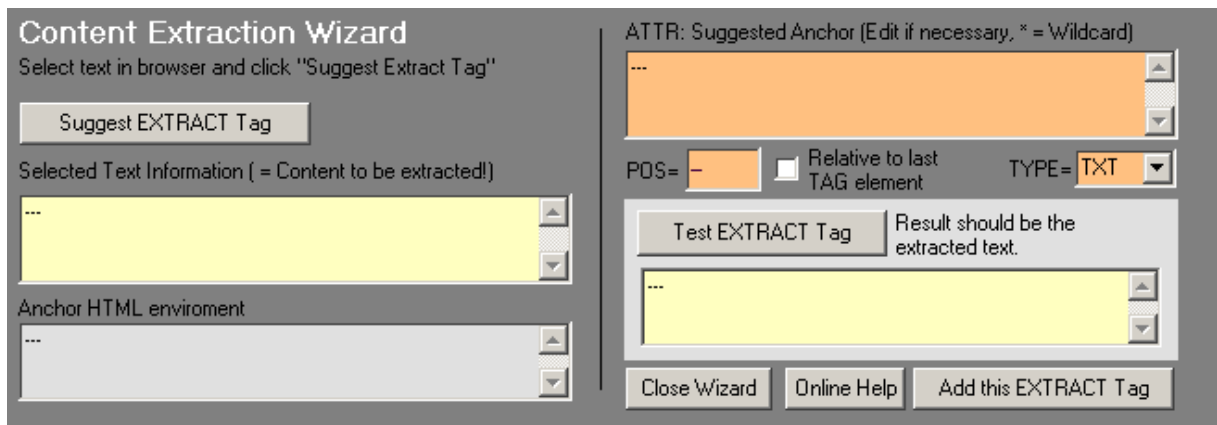 Content Extraction Wizard
Select text in browser and click "Suggest Extract Tag"
Suggest EXTRACT Tag
Selected Text Information ( = Content to be extracted!)
---
Anchor HTML enviroment
---
ATTR: Suggested Anchor (Edit if necessary, * = Wildcard)
---
POS= – Relative to last TYPE= TXT
TAG element
Test EXTRACT Tag Result should be the
extracted text.
---
Close Wizard Online Help Add this EXTRACT Tag